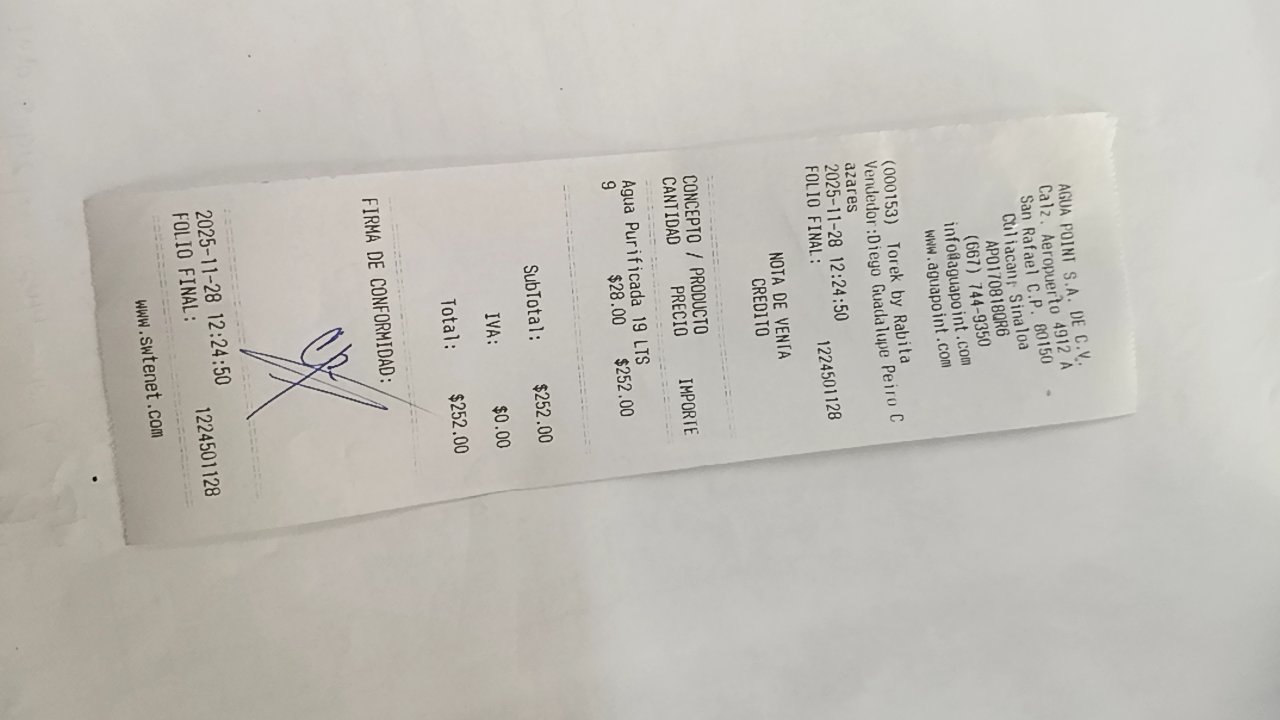 AGUA POINT S.A. DE C.V.
Calz. Aeropuerto 4912 A
San Rafael C.P. 80150
Culiacan, Sinaloa
APO170818QR6
(667) 744-9350
info@aguapoint.com
www.aguapoint.com
(000153) Torek by Rabita
Vendedor:Diego Guadalupe Peiro C
azares
2025-11-28 12:24:50
FOLIO FINAL: 1224501128
NOTA DE VENTA
CREDITO
CONCEPTO / PRODUCTO
CANTIDAD PRECIO IMPORTE
Agua Purificada 19 LTS
9 $28.00 $252.00
SubTotal: $252.00
IVA: $0.00
Total: $252.00
FIRMA DE CONFORMIDAD:
2025-11-28 12:24:50
FOLIO FINAL: 1224501128
www.swtenet.com